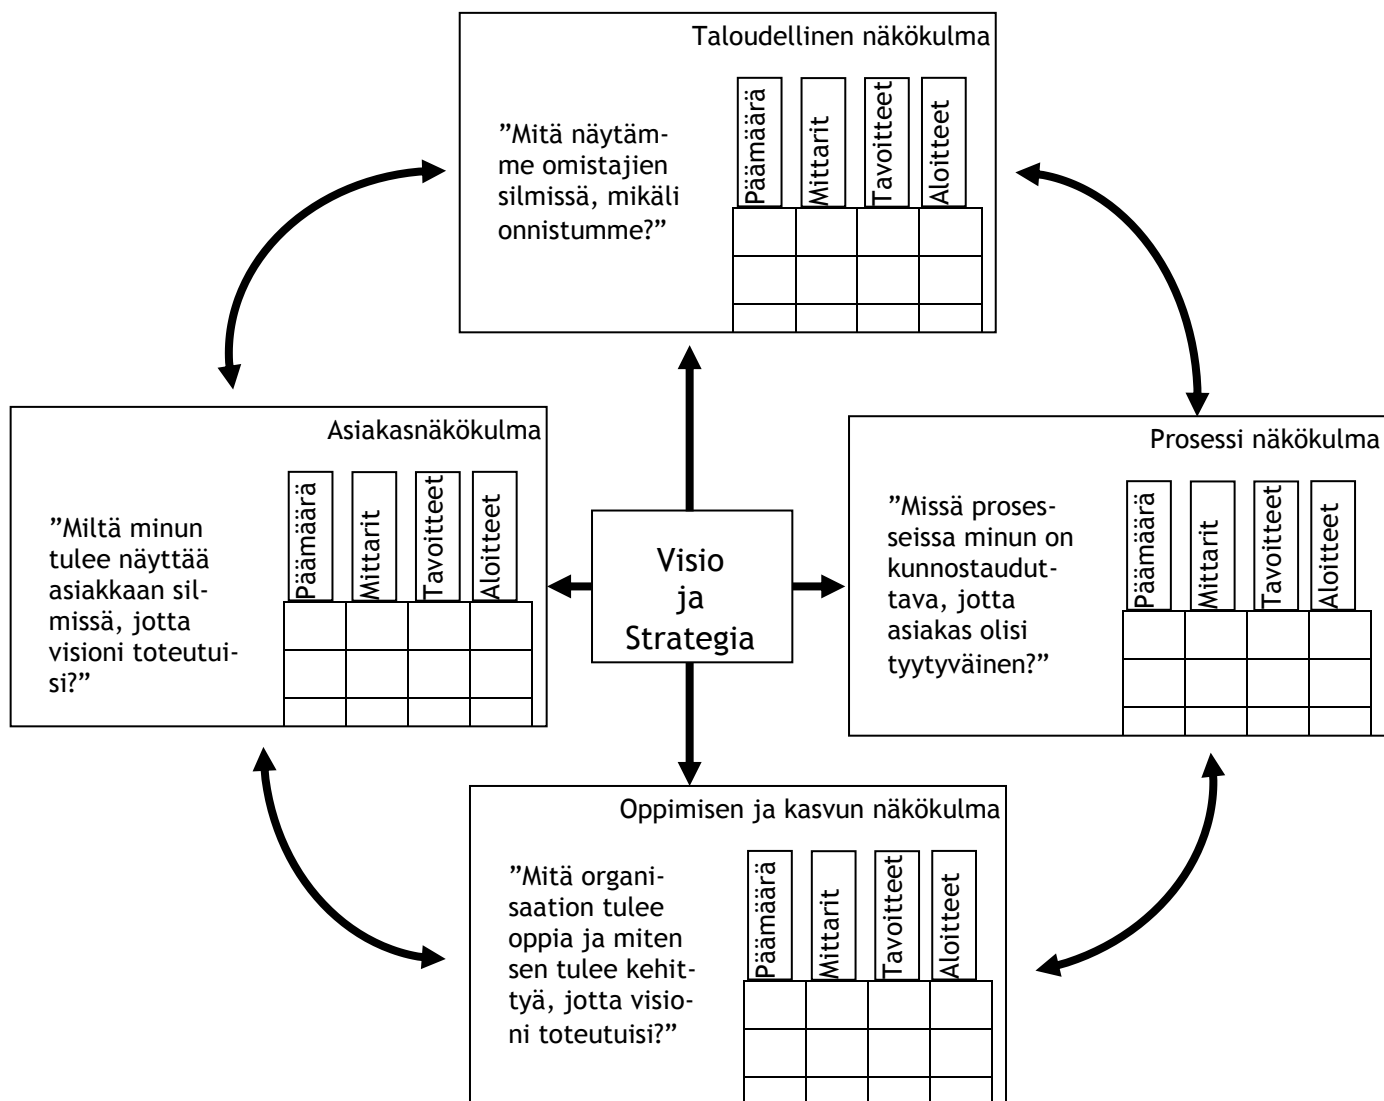 Taloudellinen näkökulma
Päämäärä
Mittarit
Tavoitteet
Aloitteet
”Mitä näytäm-
me omistajien
silmissä, mikäli
onnistumme?”
Asiakasnäkökulma
Päämäärä
Mittarit
Tavoitteet
Aloitteet
”Miltä minun
tulee näyttää
asiakkaan sil-
missä, jotta
visioni toteutui-
si?”
Visio
ja
Strategia
Prosessi näkökulma
Päämäärä
Mittarit
Tavoitteet
Aloitteet
”Missä proses-
seissa minun on
kunnostaudut-
tava, jotta
asiakas olisi
tyytyväinen?”
Oppimisen ja kasvun näkökulma
Päämäärä
Mittarit
Tavoitteet
Aloitteet
”Mitä organi-
saation tulee
oppia ja miten
sen tulee kehit-
tyä, jotta visio-
ni toteutuisi?”